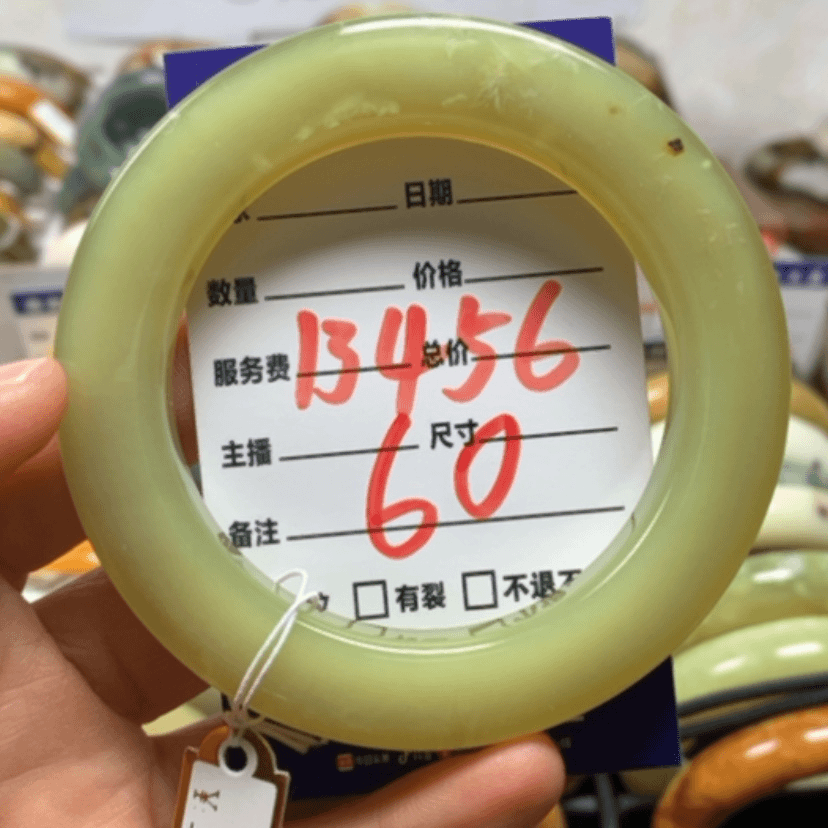 日期
数量 价格
服务费 总价
13456
主播 尺寸
60
备注
□有裂 □不退不